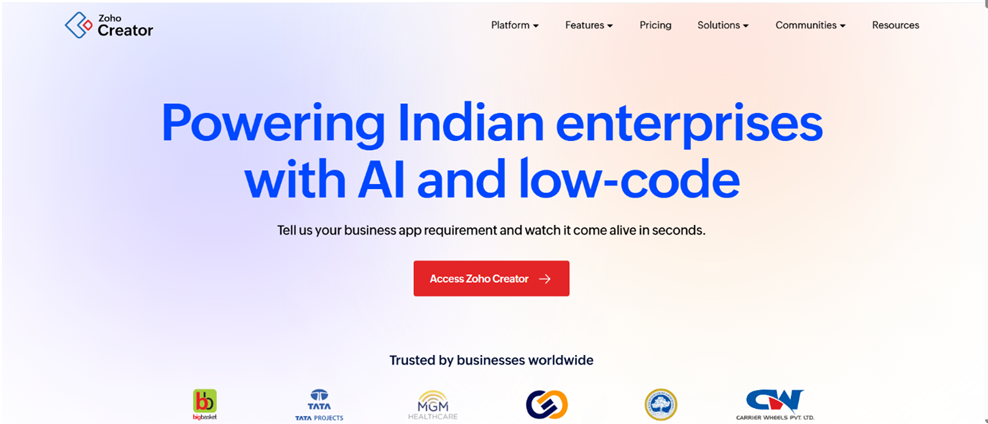 Zoho
Creator
Platform
Features
Pricing
Solutions
Communities
Resources
Powering Indian enterprises
with AI and low-code
Tell us your business app requirement and watch it come alive in seconds.
Access Zoho Creator
Trusted by businesses worldwide
bb
bigbasket
TATA
TATA PROJECTS
MGM
HEALTHCARE
CW
CARRIER WHEELS PVT. LTD.